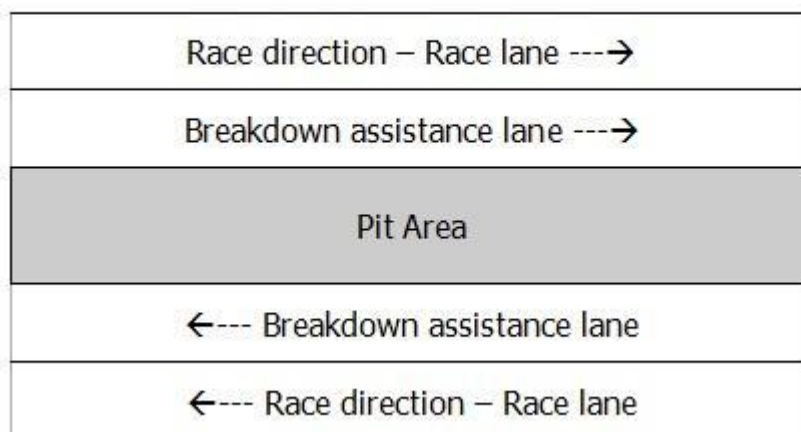 Race direction – Race lane ---→
Breakdown assistance lane ---→
Pit Area
←--- Breakdown assistance lane
←--- Race direction – Race lane